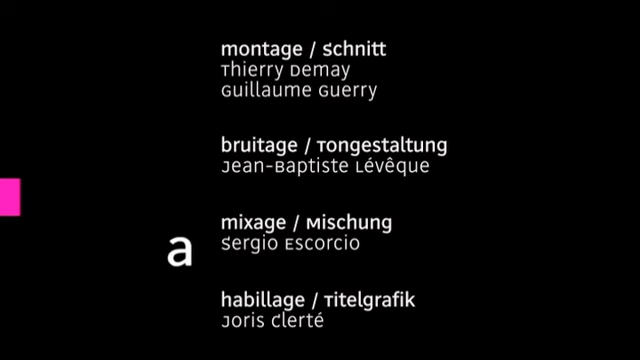 montage / Schnitt
Thierry Demay
Guillaume Guerry
bruitage / Tongestaltung
Jean-Baptiste Lévêque
mixage / Mischung
Sergio Escorcio
a
habillage / Titelgrafik
Joris Clerté